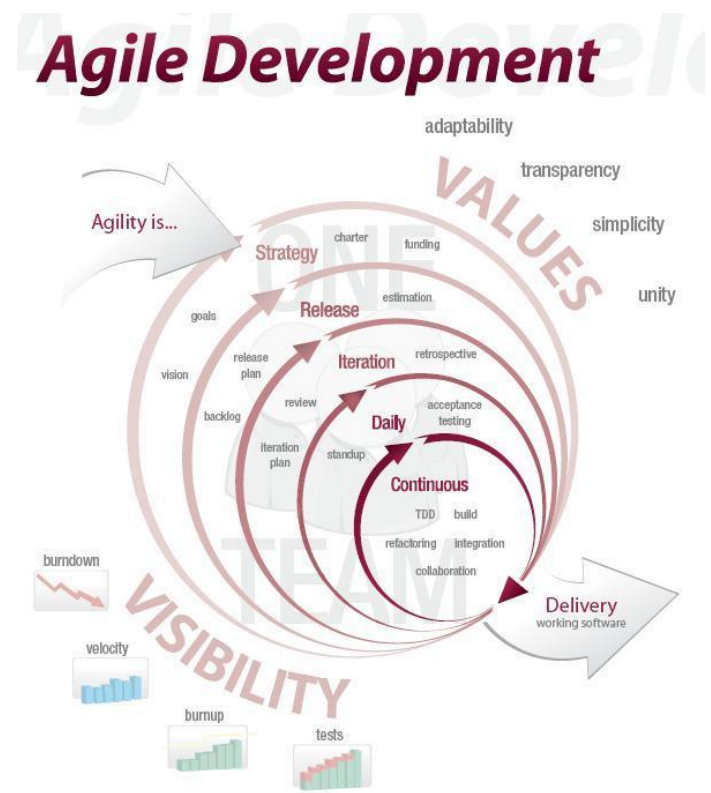 Agile Development
adaptability
transparency
simplicity
unity
VALUES
Agility is...
ONE
TEAM
Strategy
charter
funding
goals
vision
Release
estimation
release
plan
backlog
Iteration
retrospective
review
iteration
plan
Daily
acceptance
testing
standup
Continuous
TDD
build
refactoring
integration
collaboration
Delivery
working software
VISIBILITY
burndown
velocity
burnup
tests